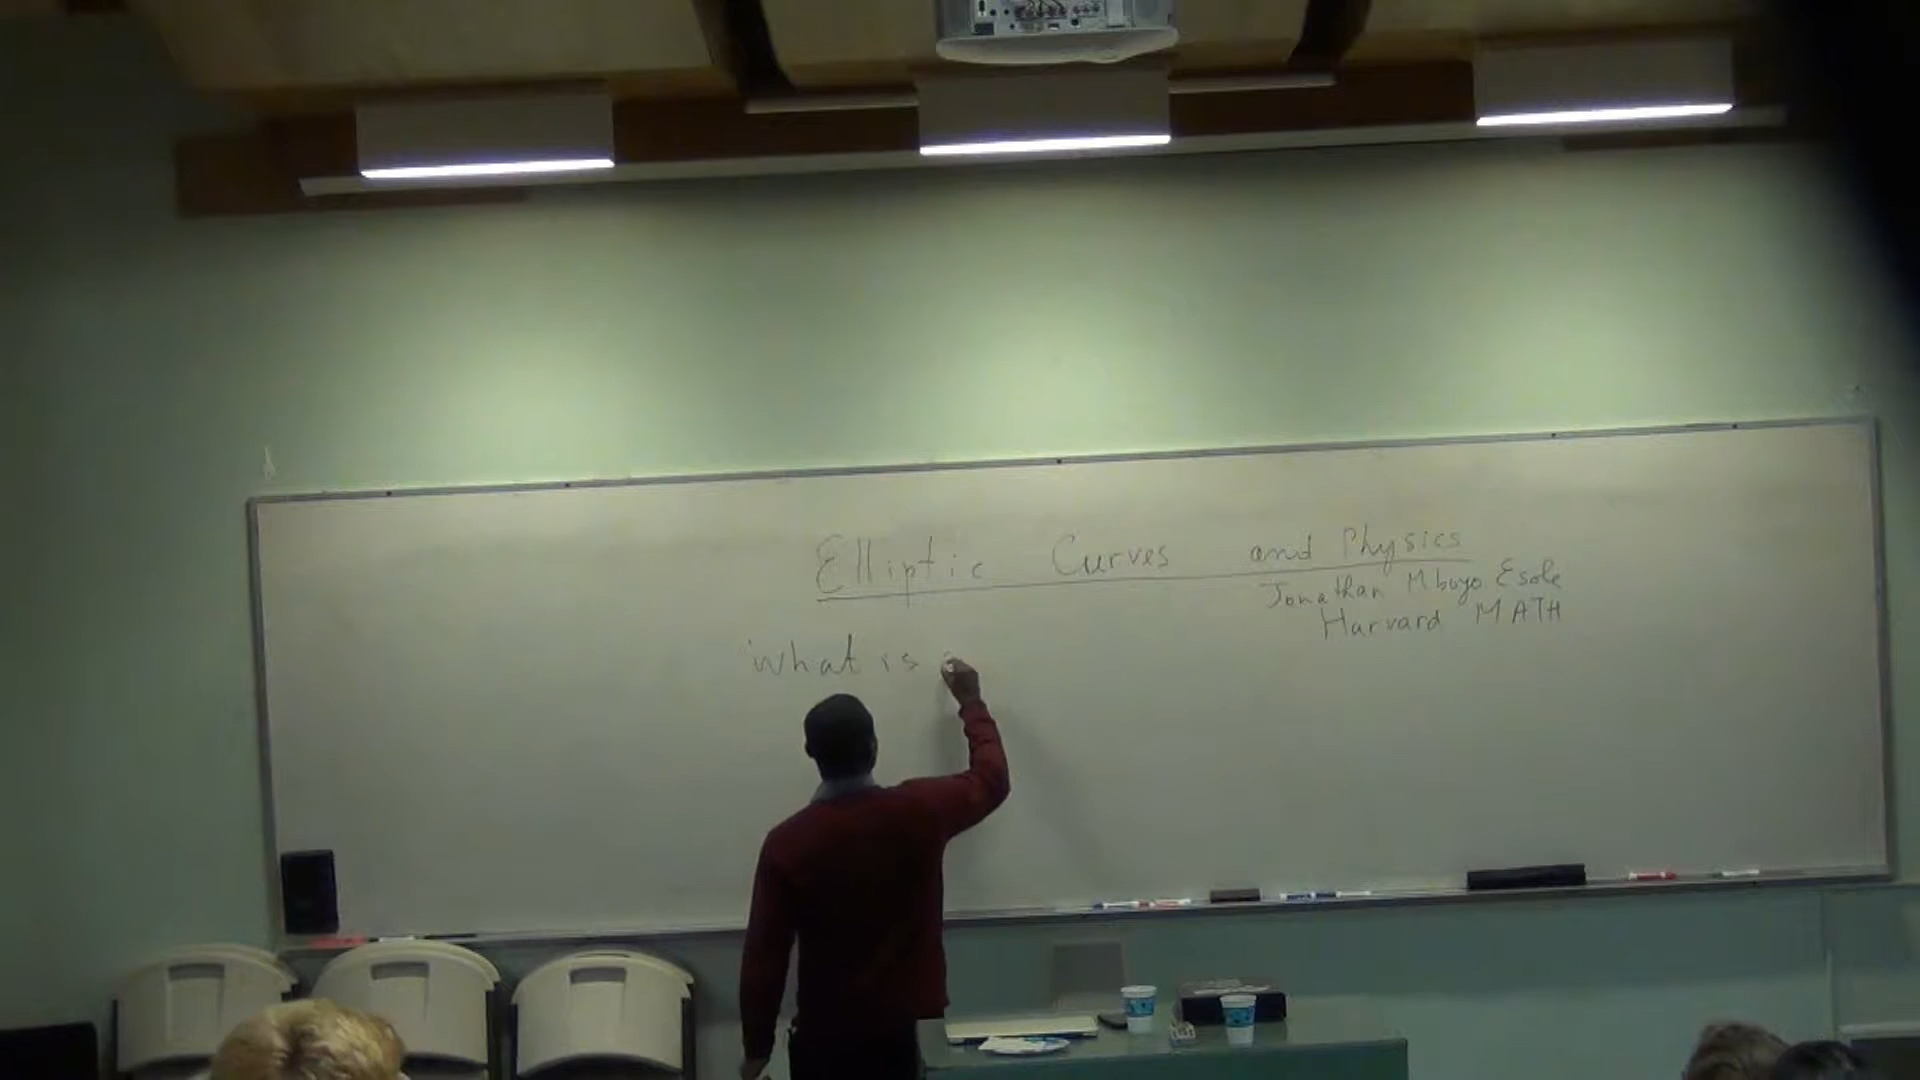 Elliptic Curves and Physics
Jonathan Mboyo Esole
Harvard MATH
What is